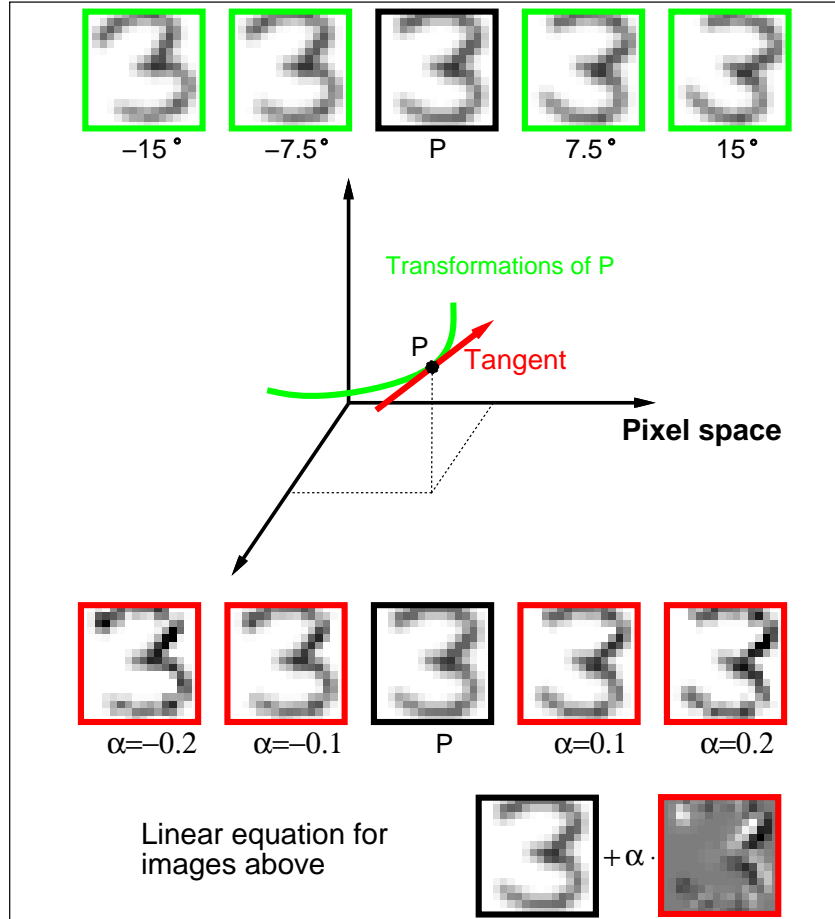 −15° −7.5° P 7.5° 15°
Transformations of P
P
Tangent
Pixel space
α=−0.2 α=−0.1 P α=0.1 α=0.2
Linear equation for
images above
+ α ·